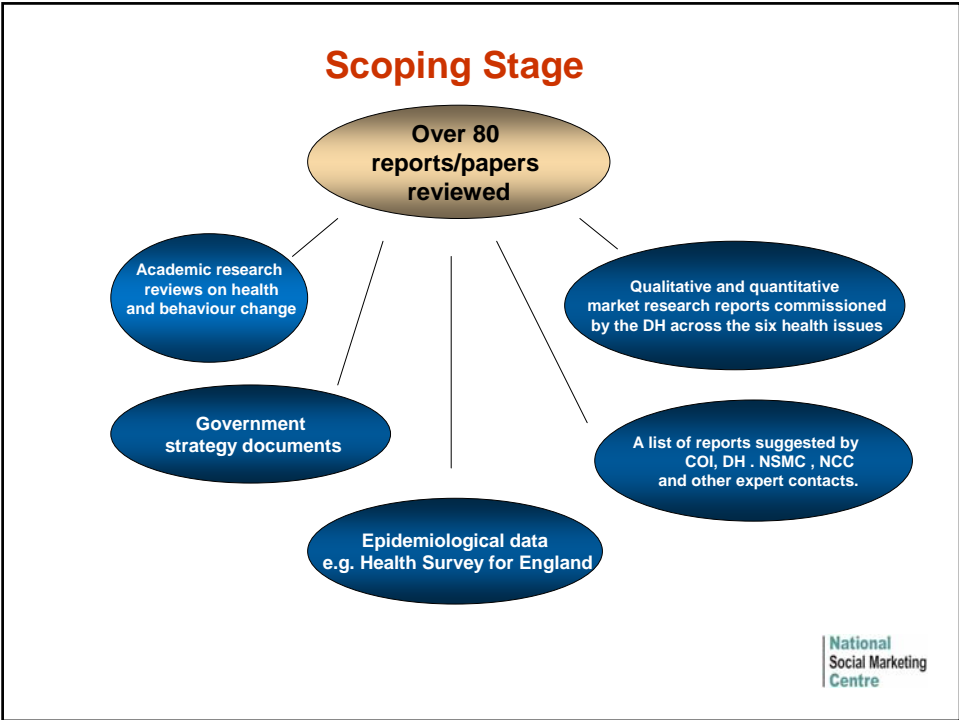 Scoping Stage
Over 80
reports/papers
reviewed
Academic research
reviews on health
and behaviour change
Qualitative and quantitative
market research reports commissioned
by the DH across the six health issues
Government
strategy documents
A list of reports suggested by
COI, DH . NSMC , NCC
and other expert contacts.
Epidemiological data
e.g. Health Survey for England
National
Social Marketing
Centre